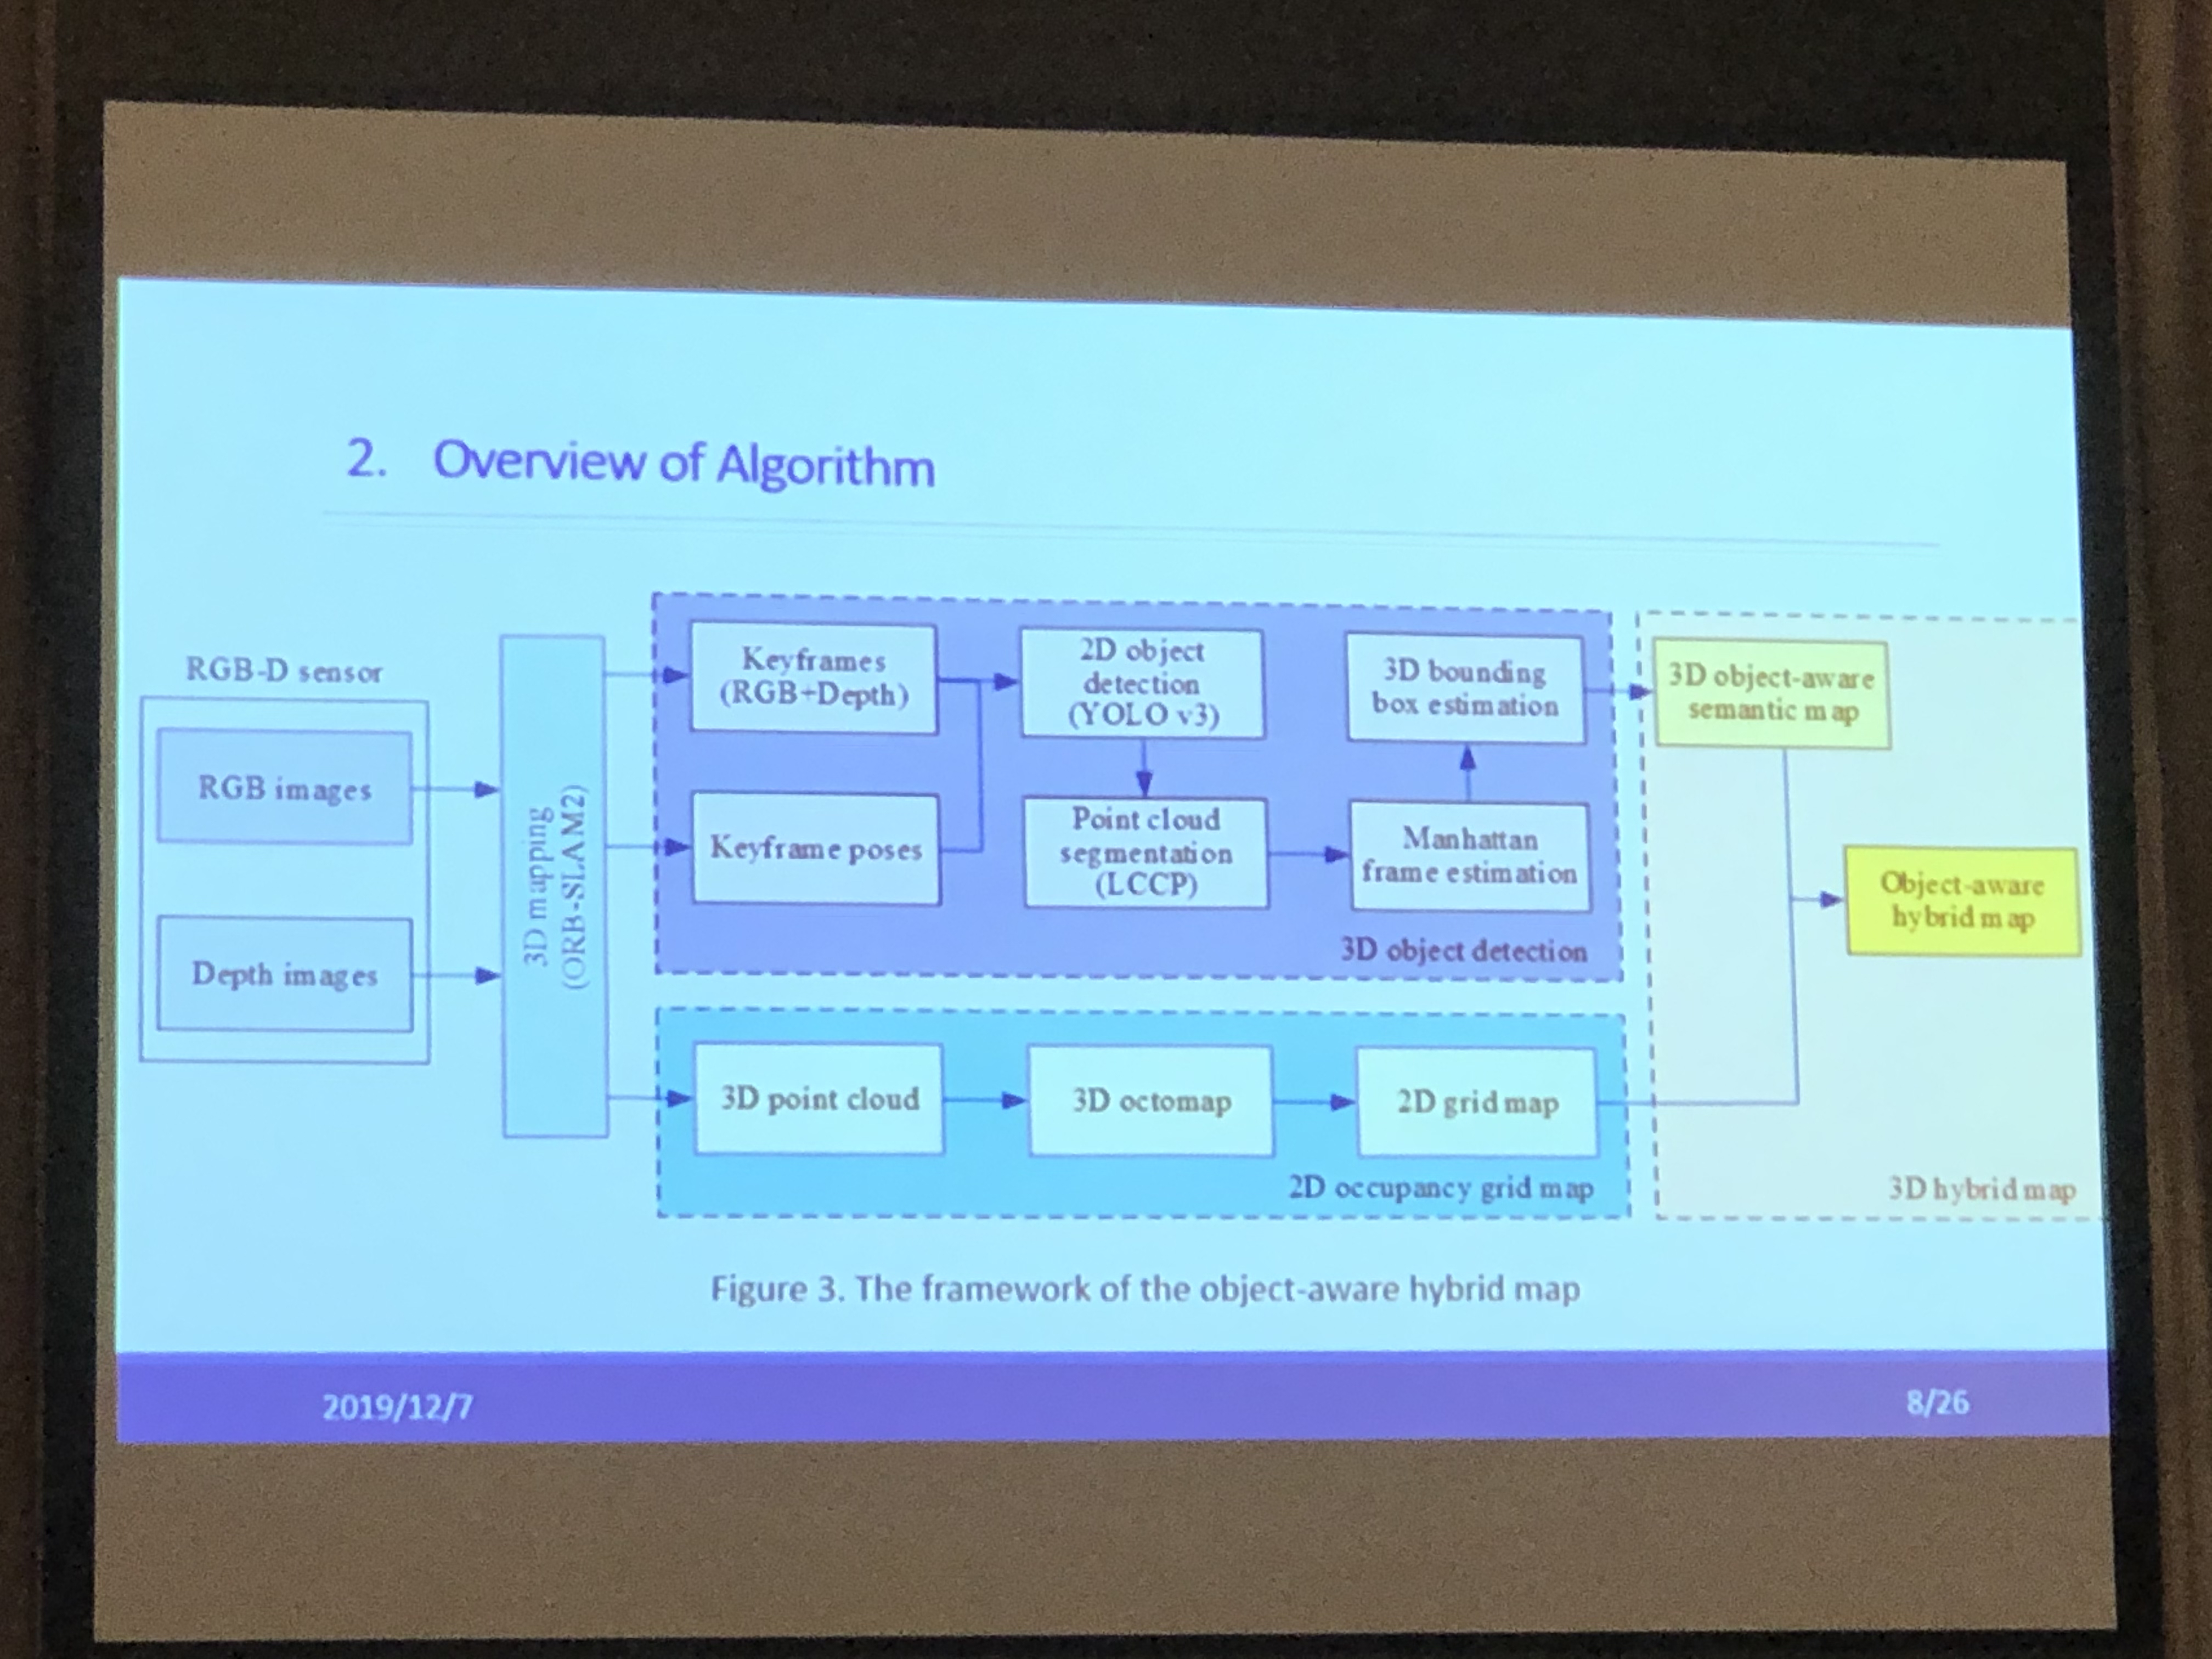 2. Overview of Algorithm
RGB-D sensor
RGB images
Depth images
3D mapping
(ORB-SLAM2)
Keyframes
(RGB+Depth)
Keyframe poses
2D object
detection
(YOLO v3)
Point cloud
segmentation
(LCCP)
3D bounding
box estimation
Manhattan
frame estimation
3D object detection
3D point cloud
3D octomap
2D grid map
2D occupancy grid map
3D object-aware
semantic map
Object-aware
hybrid map
3D hybrid map
Figure 3. The framework of the object-aware hybrid map
2019/12/7
8/26